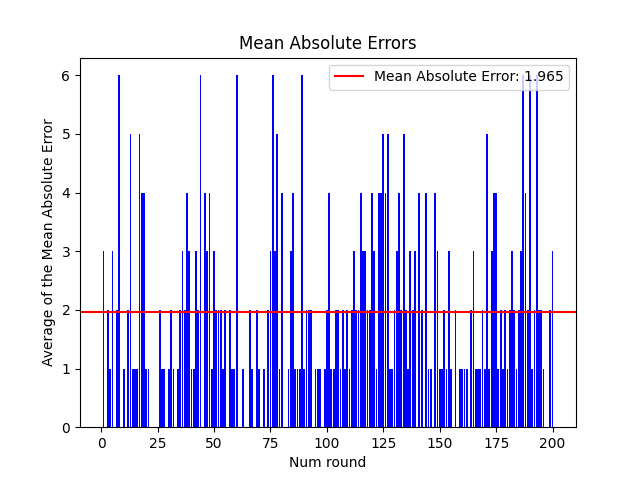 Mean Absolute Errors
Mean Absolute Error: 1.965
Average of the Mean Absolute Error
6
5
4
3
2
1
0
0 25 50 75 100 125 150 175 200
Num round